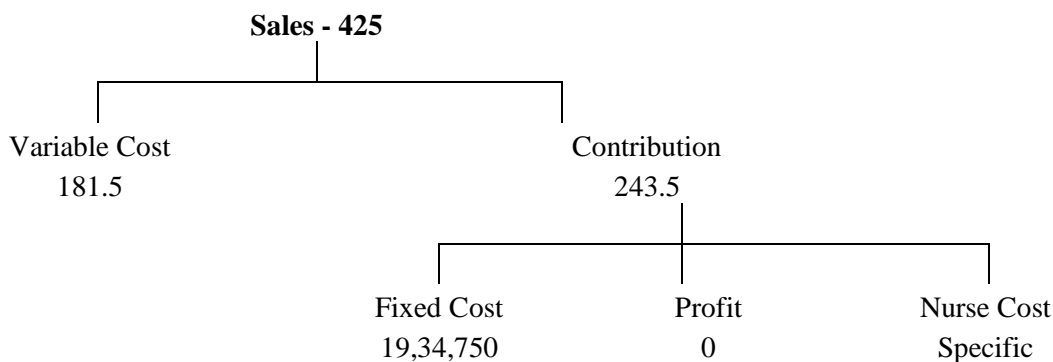 Sales - 425
Variable Cost Contribution
181.5 243.5
Fixed Cost Profit Nurse Cost
19,34,750 0 Specific